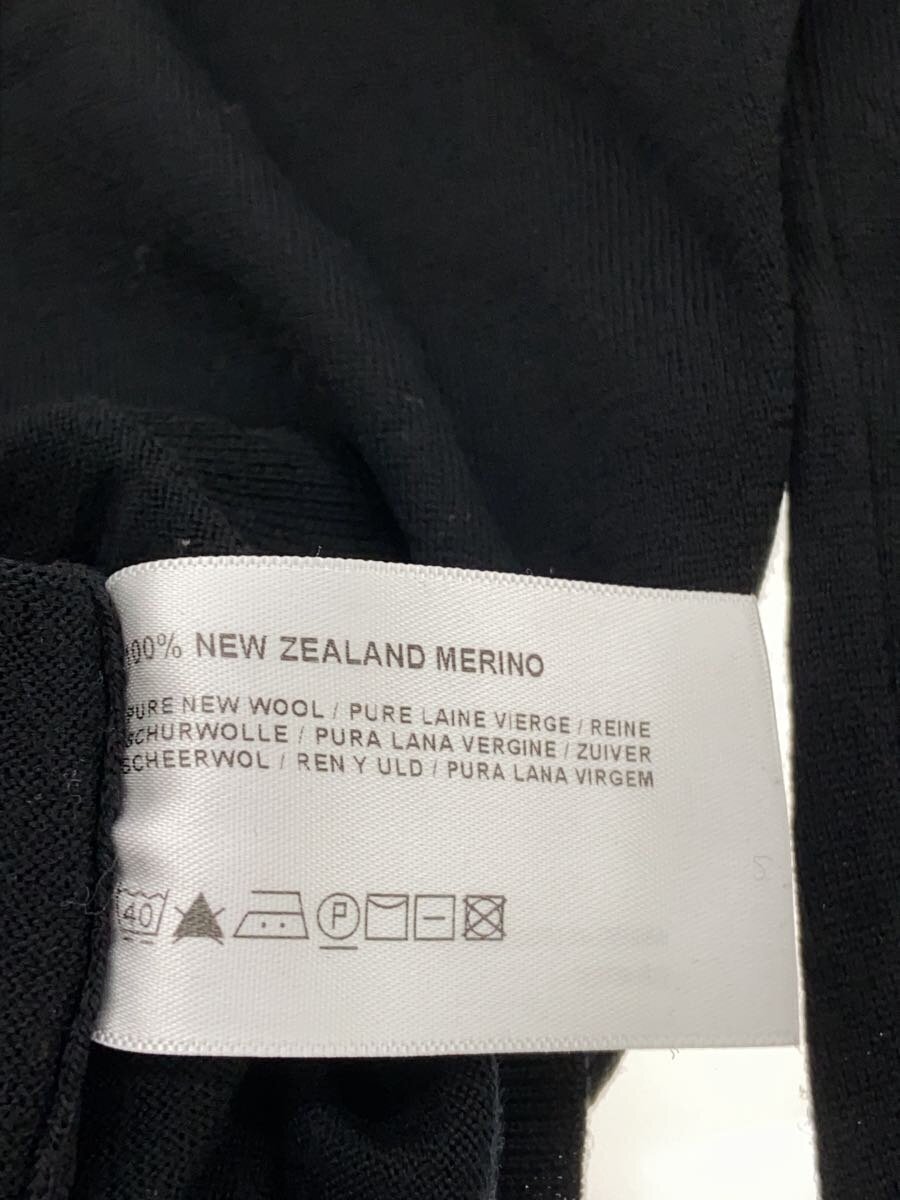 100% NEW ZEALAND MERINO
PURE NEW WOOL / PURE LAINE VIERGE / REINE
SCHURWOLLE / PURA LANA VERGINE / ZUIVER
SCHEERWOL / REN Y ULD / PURA LANA VIRGEM
S
40 P